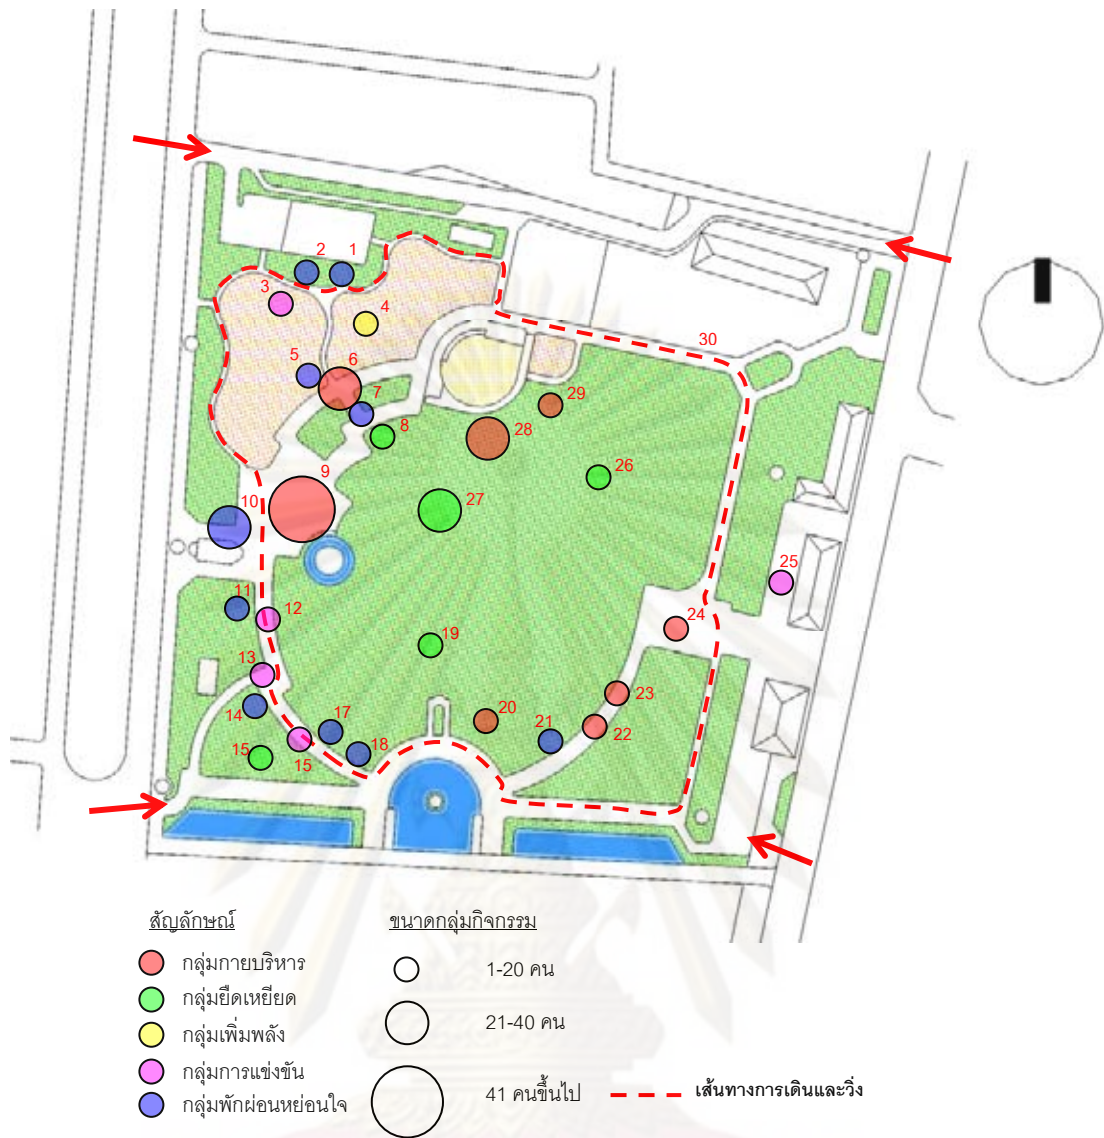 2 1
3
4
30
5
6
7
29
8
28
9
26
10
27
25
11
12
24
19
13
23
14
17
20
21
22
15
15
18
สัญลักษณ์
ขนาดกลุ่มกิจกรรม
กลุ่มกายบริหาร
1-20 คน
กลุ่มยืดเหยียด
21-40 คน
กลุ่มเพิ่มพลัง
กลุ่มการแข่งขัน
41 คนขึ้นไป
เส้นทางการเดินและวิ่ง
กลุ่มพักผ่อนหย่อนใจ